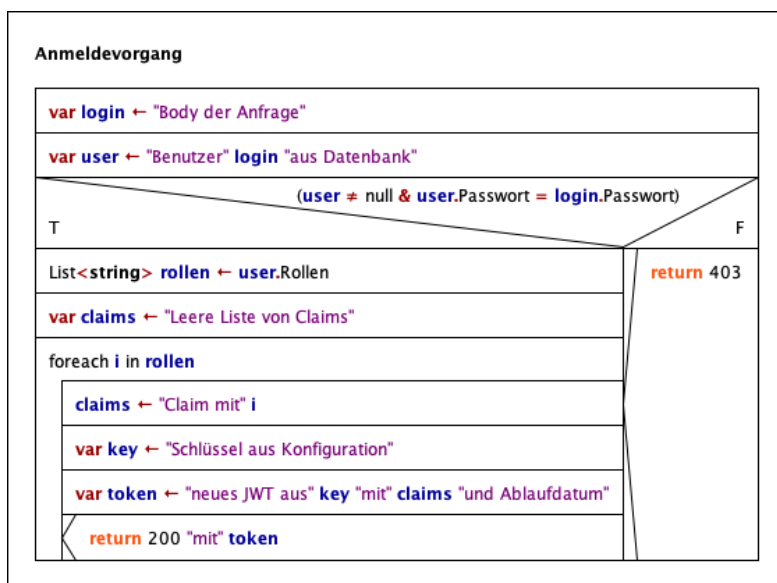 Anmeldevorgang
var login ← "Body der Anfrage"
var user ← "Benutzer" login "aus Datenbank"
(user ≠ null & user.Passwort = login.Passwort)
T
F
List<string> rollen ← user.Rollen
return 403
var claims ← "Leere Liste von Claims"
foreach i in rollen
claims ← "Claim mit" i
var key ← "Schlüssel aus Konfiguration"
var token ← "neues JWT aus" key "mit" claims "und Ablaufdatum"
return 200 "mit" token